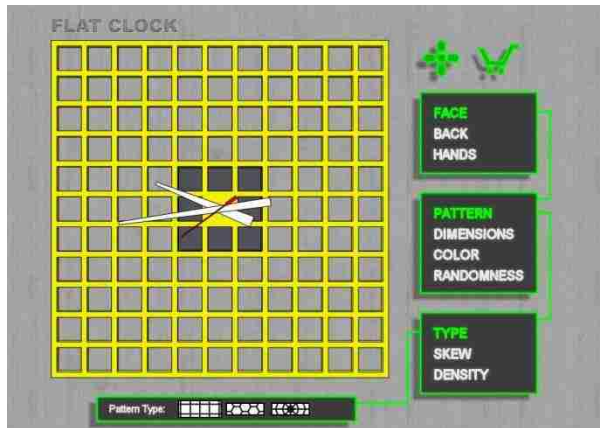 FLAT CLOCK
FACE
BACK
HANDS
PATTERN
DIMENSIONS
COLOR
RANDOMNESS
TYPE
SKEW
DENSITY
Pattern Type: